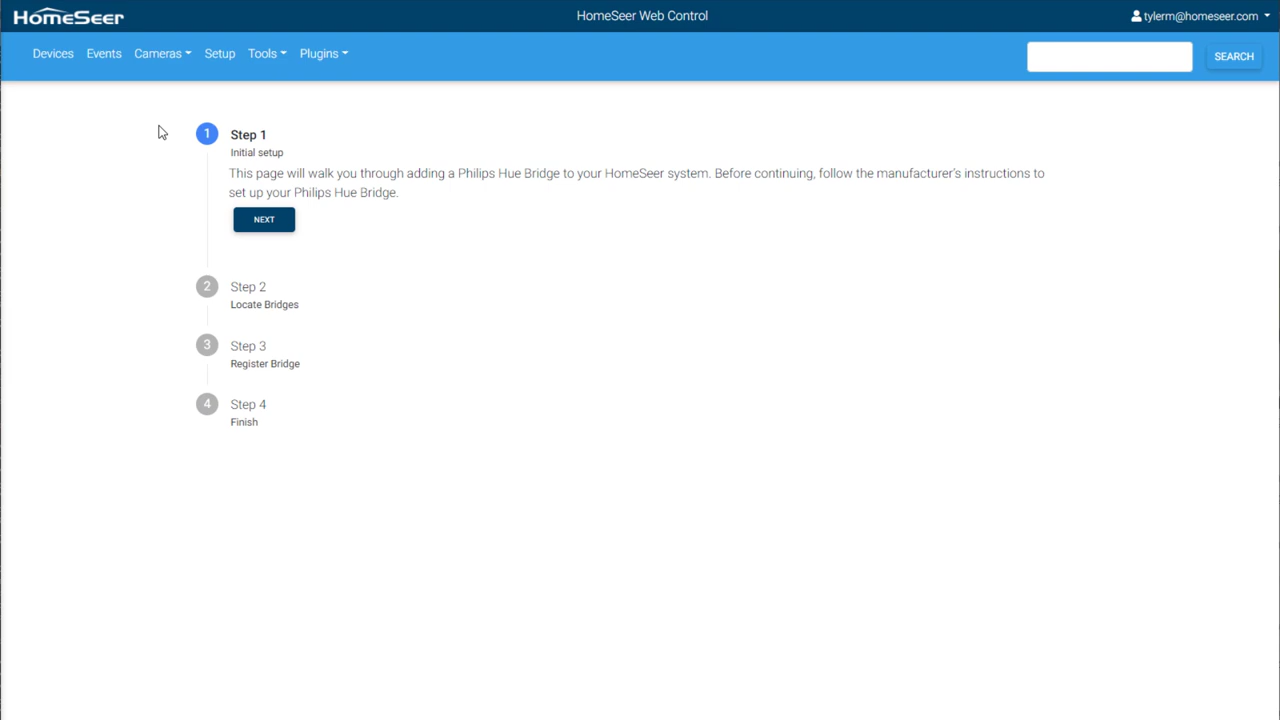 HomeSeer
HomeSeer Web Control
tylerm@homeseer.com
Devices Events Cameras Setup Tools Plugins
SEARCH
1 Step 1
Initial setup
This page will walk you through adding a Philips Hue Bridge to your HomeSeer system. Before continuing, follow the manufacturer's instructions to
set up your Philips Hue Bridge.
NEXT
2 Step 2
Locate Bridges
3 Step 3
Register Bridge
4 Step 4
Finish